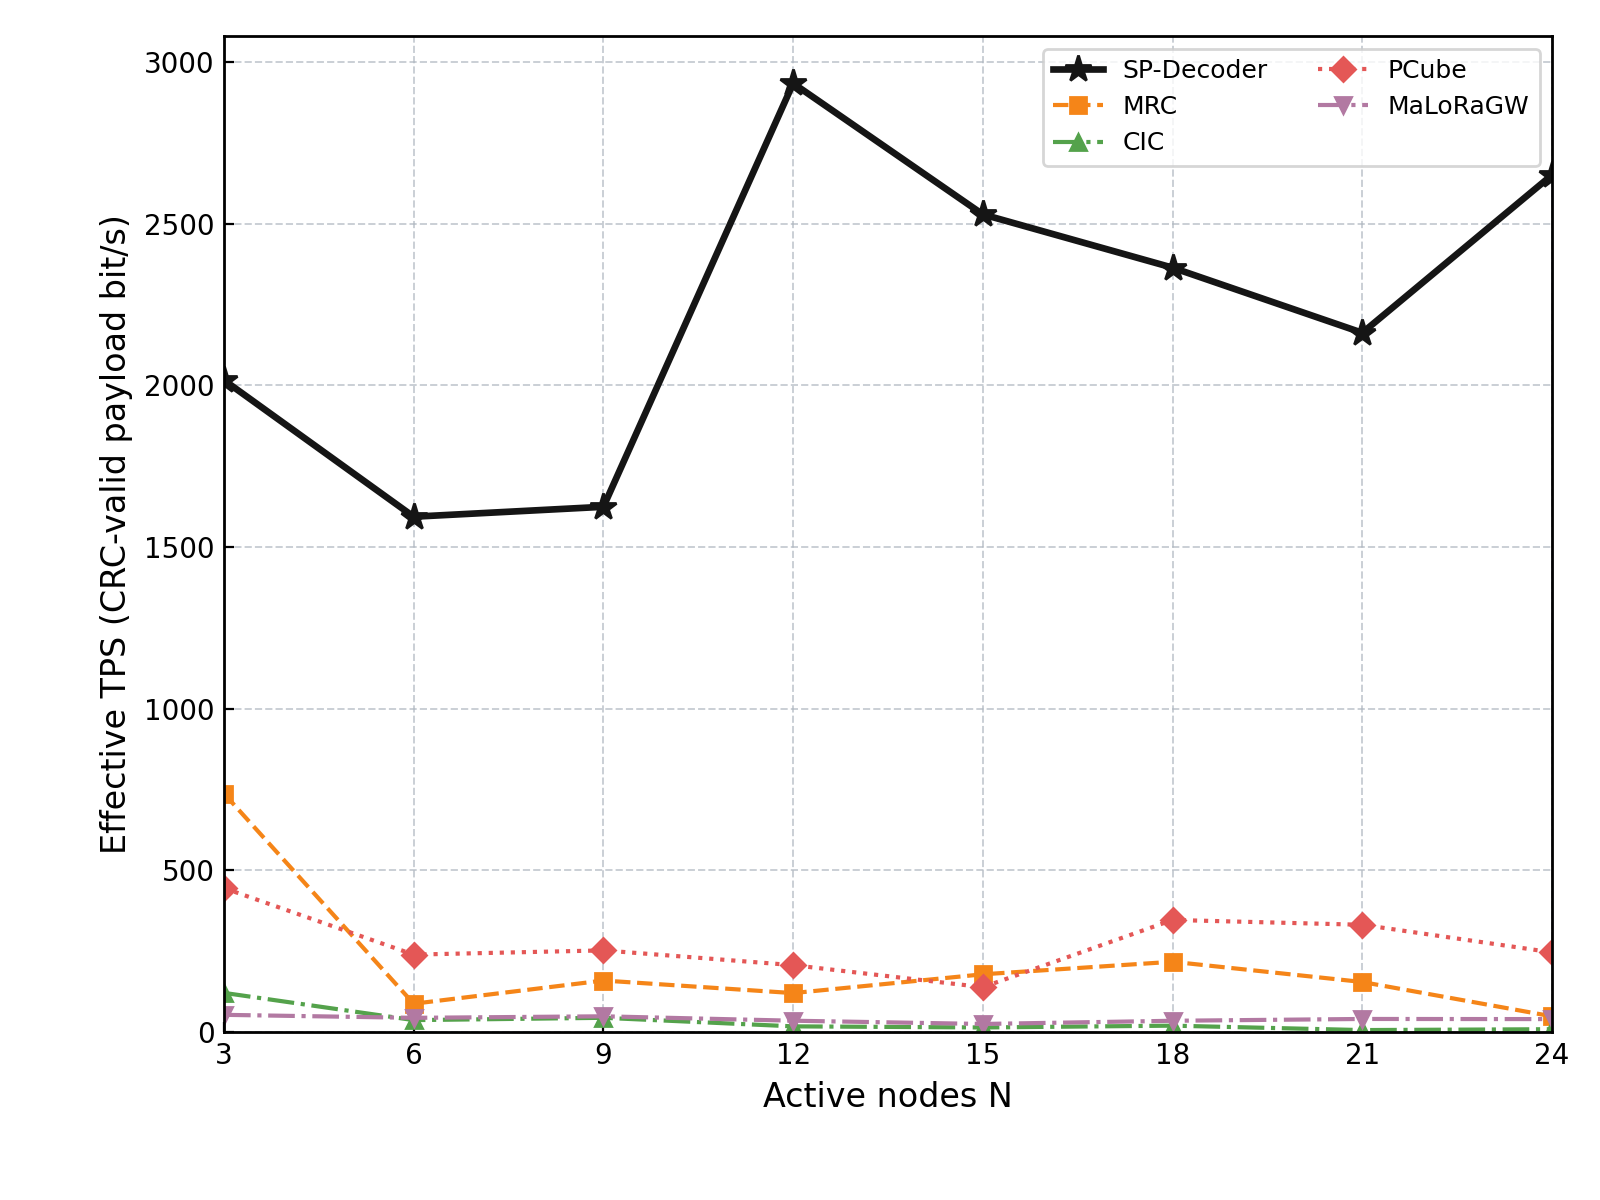 3000
2500
2000
1500
1000
500
0
3
6
9
12
15
18
21
24
Effective TPS (CRC-valid payload bit/s)
Active nodes N
SP-Decoder
MRC
CIC
PCube
MaLoRaGW